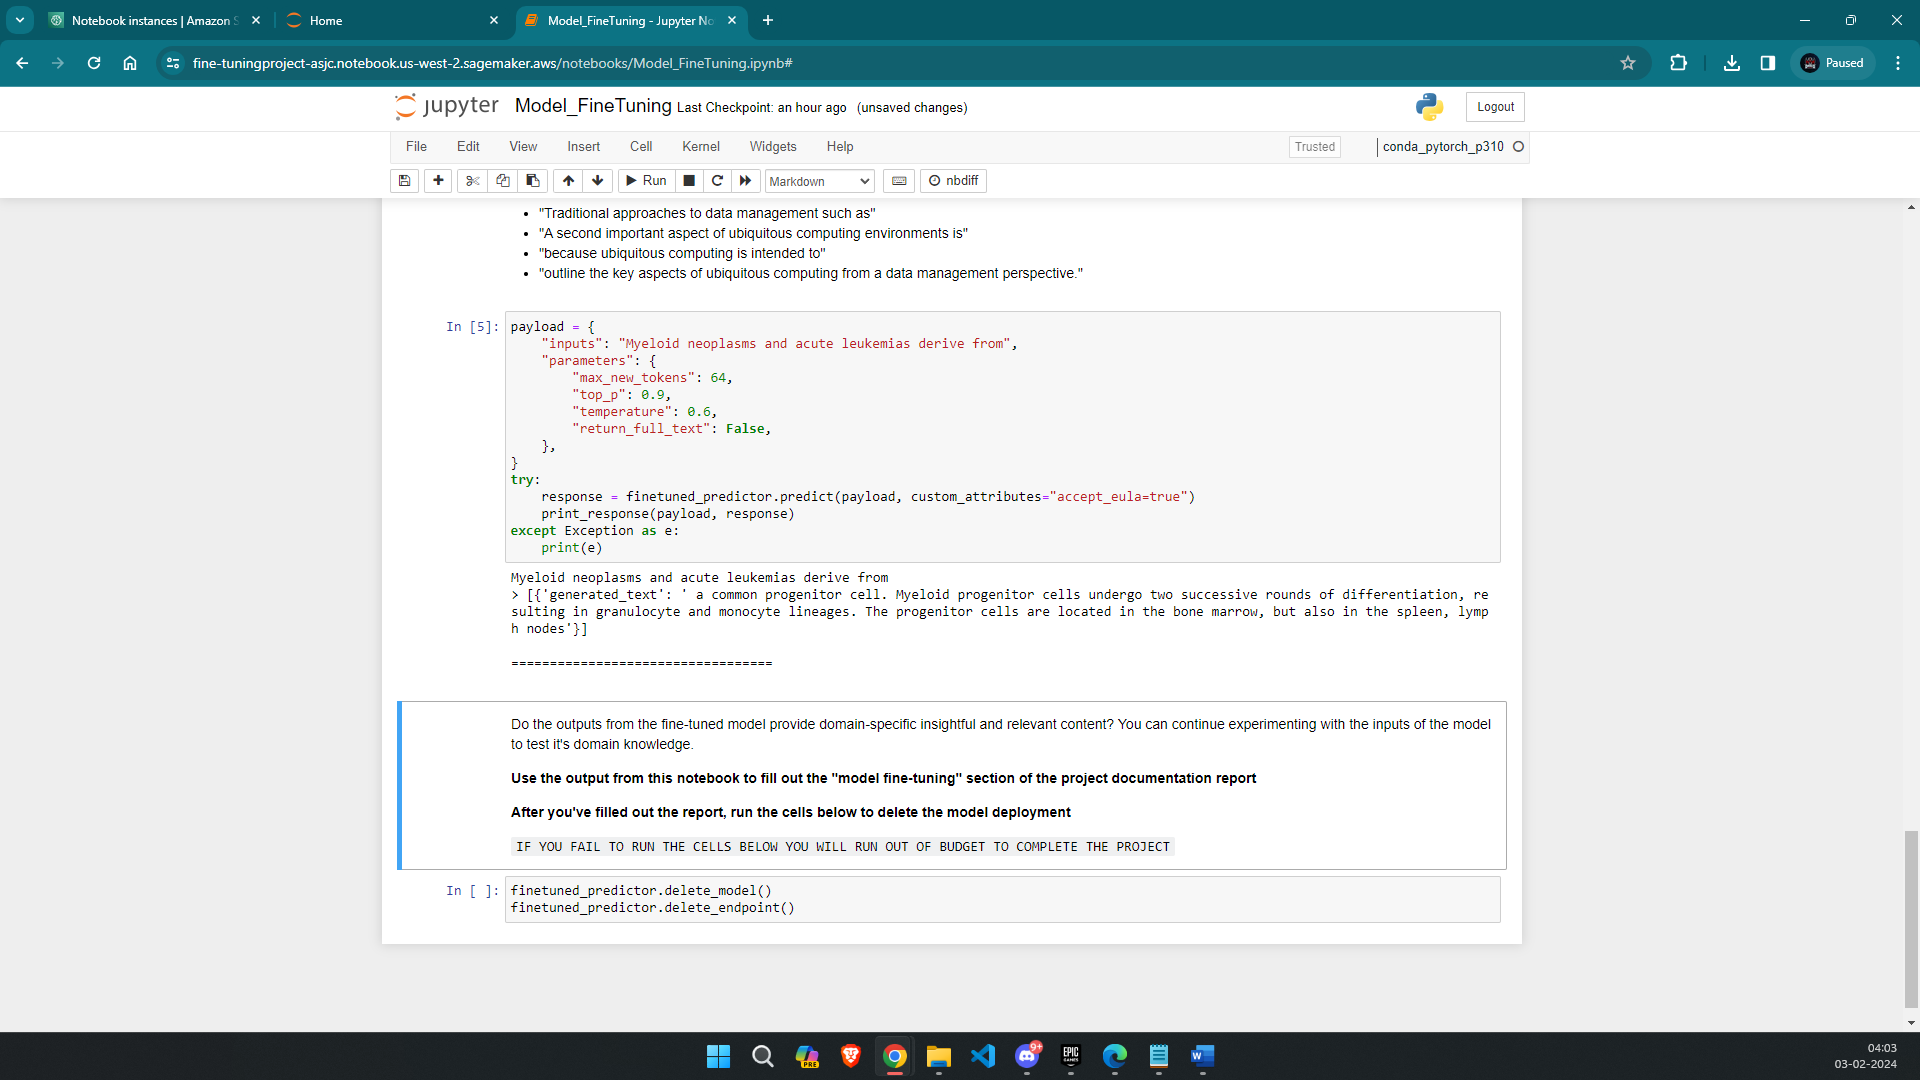 Notebook instances | Amazon S
Home
Model_FineTuning - Jupyter No
fine-tuningproject-asjc.notebook.us-west-2.sagemaker.aws/notebooks/Model_FineTuning.ipynb#
Paused
jupyter Model_FineTuning Last Checkpoint: an hour ago (unsaved changes)
Logout
File Edit View Insert Cell Kernel Widgets Help
Trusted
conda_pytorch_p310
Run
Markdown
nbdiff
• "Traditional approaches to data management such as"
• "A second important aspect of ubiquitous computing environments is"
• "because ubiquitous computing is intended to"
• "outline the key aspects of ubiquitous computing from a data management perspective."
In [5]:
payload = {
    "inputs": "Myeloid neoplasms and acute leukemias derive from",
    "parameters": {
        "max_new_tokens": 64,
        "top_p": 0.9,
        "temperature": 0.6,
        "return_full_text": False,
    },
}
try:
    response = finetuned_predictor.predict(payload, custom_attributes="accept_eula=true")
    print_response(payload, response)
except Exception as e:
    print(e)
Myeloid neoplasms and acute leukemias derive from
> [{'generated_text': ' a common progenitor cell. Myeloid progenitor cells undergo two successive rounds of differentiation, re
sulting in granulocyte and monocyte lineages. The progenitor cells are located in the bone marrow, but also in the spleen, lymp
h nodes'}]
==================================
Do the outputs from the fine-tuned model provide domain-specific insightful and relevant content? You can continue experimenting with the inputs of the model
to test it's domain knowledge.
Use the output from this notebook to fill out the "model fine-tuning" section of the project documentation report
After you've filled out the report, run the cells below to delete the model deployment
IF YOU FAIL TO RUN THE CELLS BELOW YOU WILL RUN OUT OF BUDGET TO COMPLETE THE PROJECT
In [ ]:
finetuned_predictor.delete_model()
finetuned_predictor.delete_endpoint()
PRE
9+
EPIC
GAMES
W
04:03
03-02-2024